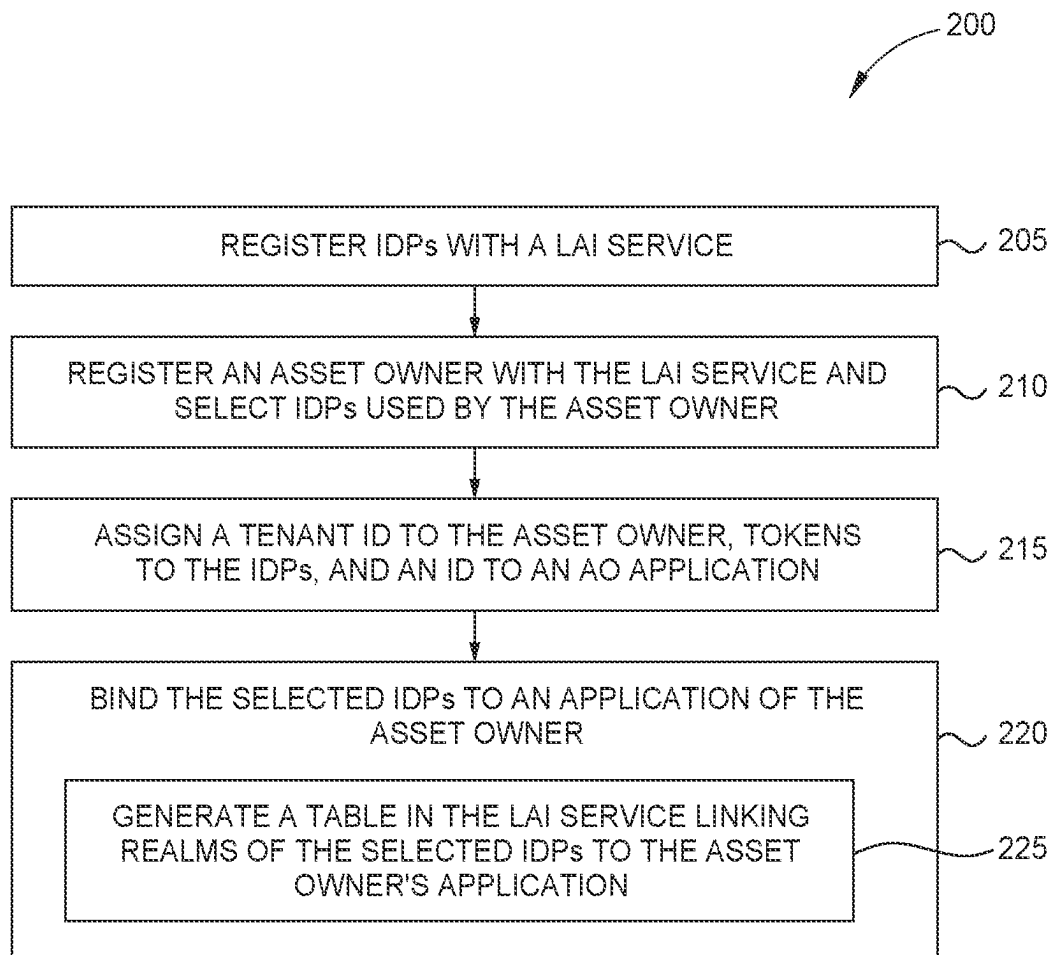 200
REGISTER IDPs WITH A LAI SERVICE
205
REGISTER AN ASSET OWNER WITH THE LAI SERVICE AND
SELECT IDPs USED BY THE ASSET OWNER
210
ASSIGN A TENANT ID TO THE ASSET OWNER, TOKENS
TO THE IDPs, AND AN ID TO AN AO APPLICATION
215
BIND THE SELECTED IDPs TO AN APPLICATION OF THE
ASSET OWNER
220
GENERATE A TABLE IN THE LAI SERVICE LINKING
REALMS OF THE SELECTED IDPs TO THE ASSET
OWNER'S APPLICATION
225